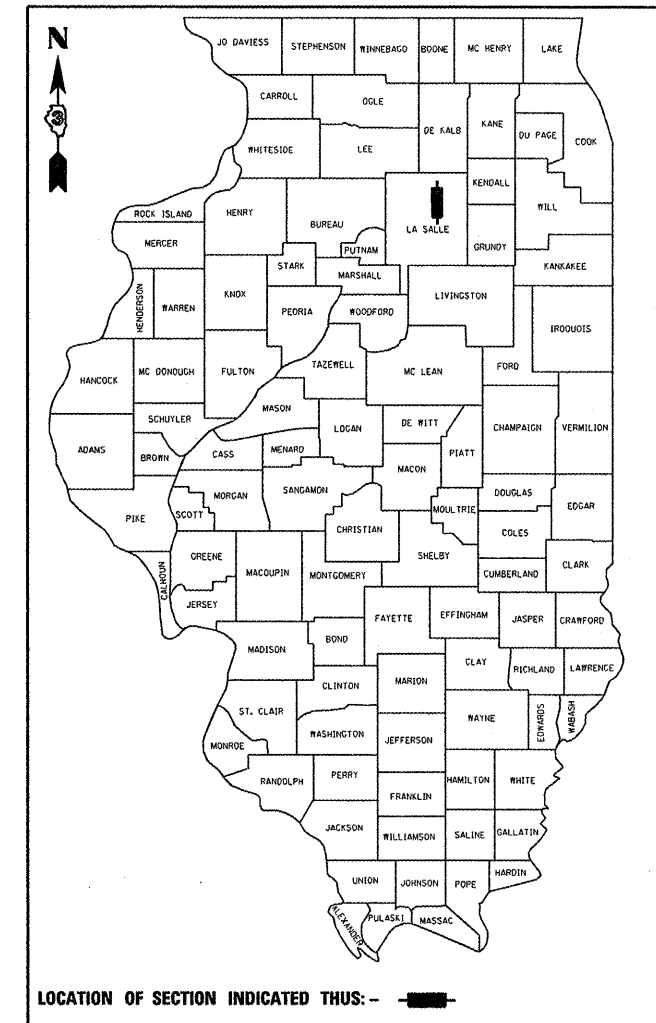 N
3
JO DAVIESS STEPHENSON WINNEBAGO BOONE MC HENRY LAKE
CARROLL OGLE DE KALB KANE DU PAGE COOK
WHITESIDE LEE KENDALL WILL
ROCK ISLAND HENRY BUREAU LA SALLE GRUNDY
MERCER PUTNAM KANKAKEE
STARK MARSHALL
HENDERSON WARREN KNOX PEORIA WOODFORD LIVINGSTON IROQUOIS
HANCOCK MC DONOUGH FULTON TAZEWELL MC LEAN FORD
SCHUYLER MASON LOGAN DE WITT CHAMPAIGN VERMILION
ADAMS BROWN CASS MENARD MACON PIATT
PIKE SCOTT MORGAN SANGAMON CHRISTIAN MOULTRIE DOUGLAS EDGAR
COLES
CALHOUN GREENE MACOUPIN MONTGOMERY SHELBY CUMBERLAND CLARK
JERSEY FAYETTE EFFINGHAM JASPER CRAWFORD
MADISON BOND CLAY RICHLAND LAWRENCE
CLINTON MARION
ST. CLAIR WAYNE EDWARDS WABASH
MONROE WASHINGTON JEFFERSON
RANDOLPH PERRY HAMILTON WHITE
FRANKLIN
JACKSON WILLIAMSON SALINE GALLATIN
UNION JOHNSON POPE HARDIN
ALEXANDER PULASKI MASSAC
LOCATION OF SECTION INDICATED THUS:-